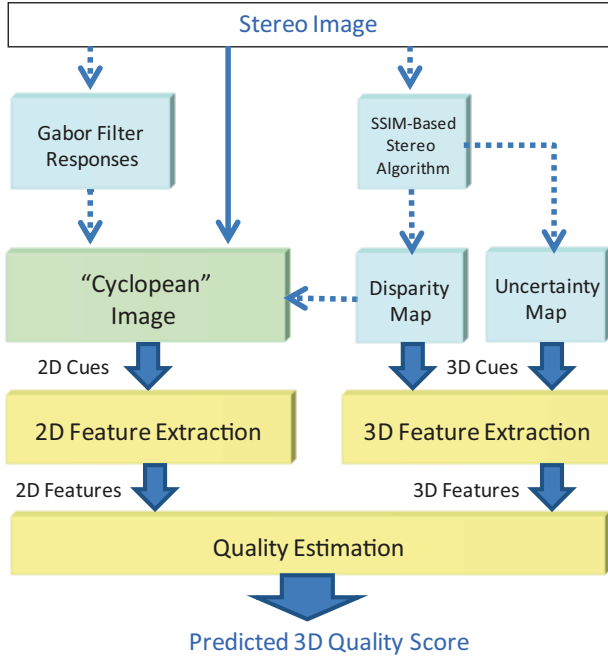 Stereo Image
Gabor Filter
Responses
SSIM-Based
Stereo
Algorithm
“Cyclopean”
Image
Disparity
Map
Uncertainty
Map
2D Cues
3D Cues
2D Feature Extraction
3D Feature Extraction
2D Features
3D Features
Quality Estimation
Predicted 3D Quality Score